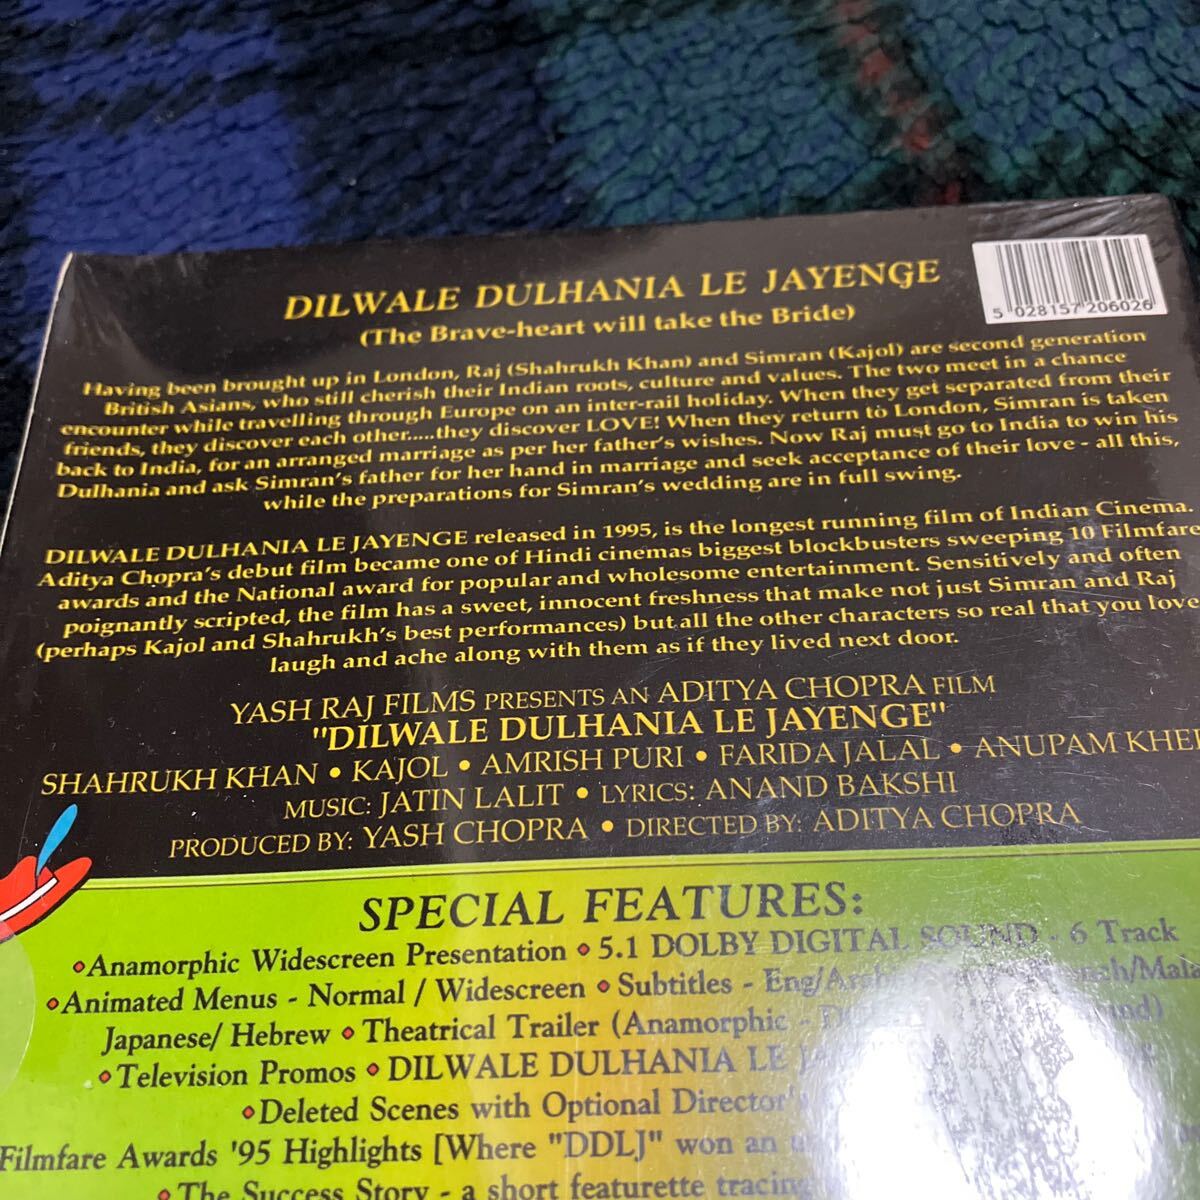 DILWALE DULHANIA LE JAYENGE
(The Brave-heart will take the Bride)
5 028157 206026
Having been brought up in London, Raj (Shahrukh Khan) and Simran (Kajol) are second generation
British Asians, who still cherish their Indian roots, culture and values. The two meet in a chance
encounter while travelling through Europe on an inter-rail holiday. When they get separated from their
friends, they discover each other.....they discover LOVE! When they return to London, Simran is taken
back to India, for an arranged marriage as per her father's wishes. Now Raj must go to India to win his
Dulhania and ask Simran's father for her hand in marriage and seek acceptance of their love - all this,
while the preparations for Simran's wedding are in full swing.
DILWALE DULHANIA LE JAYENGE released in 1995, is the longest running film of Indian Cinema.
Aditya Chopra's debut film became one of Hindi cinemas biggest blockbusters sweeping 10 Filmfare
awards and the National award for popular and wholesome entertainment. Sensitively and often
poignantly scripted, the film has a sweet, innocent freshness that make not just Simran and Raj
(perhaps Kajol and Shahrukh's best performances) but all the other characters so real that you love,
laugh and ache along with them as if they lived next door.
YASH RAJ FILMS PRESENTS AN ADITYA CHOPRA FILM
"DILWALE DULHANIA LE JAYENGE"
SHAHRUKH KHAN • KAJOL • AMRISH PURI • FARIDA JALAL • ANUPAM KHE
MUSIC: JATIN LALIT • LYRICS: ANAND BAKSHI
PRODUCED BY: YASH CHOPRA • DIRECTED BY: ADITYA CHOPRA
SPECIAL FEATURES:
⋄Anamorphic Widescreen Presentation ⋄ 5.1 DOLBY DIGITAL SOUND - 6 Track
⋄Animated Menus - Normal / Widescreen ⋄ Subtitles - Eng/
Japanese/ Hebrew ⋄ Theatrical Trailer (Anamorphic -
⋄Television Promos ⋄ DILWALE DULHANIA LE
⋄Deleted Scenes with Optional Director's
Filmfare Awards '95 Highlights [Where "DDLJ" won an
⋄ The Success Story - a short featurette tracing